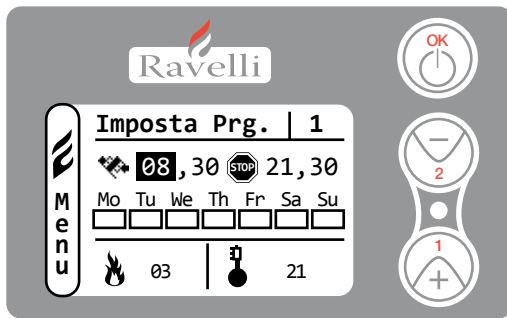 Ravelli
OK
Imposta Prg. | 1
08,30 STOP 21,30
Mo Tu We Th Fr Sa Su
Menu
03 | 21
2
1